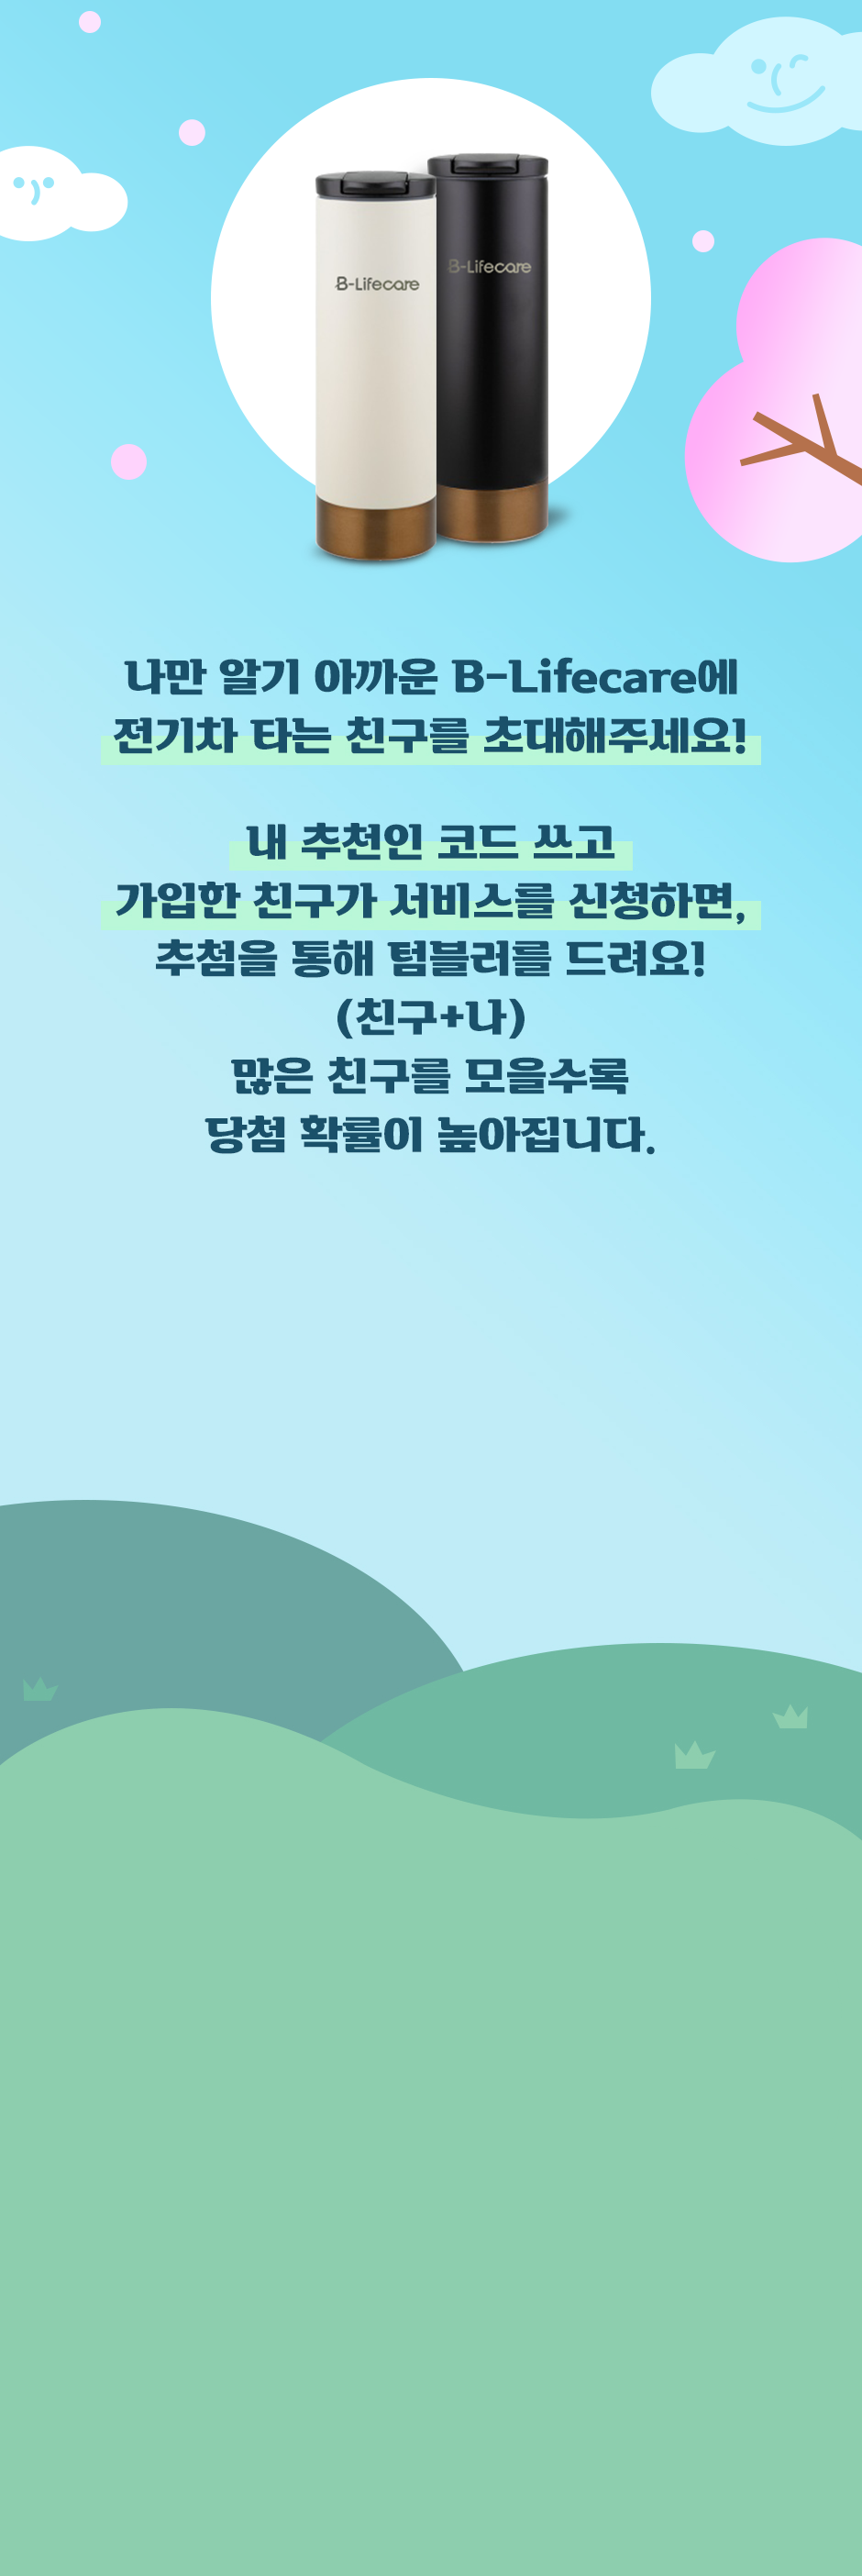 B-Lifecare
B-Lifecare
나만 알기 아까운 B-Lifecare에
전기차 타는 친구를 초대해주세요!
내 추천인 코드 쓰고
가입한 친구가 서비스를 신청하면,
추첨을 통해 텀블러를 드려요!
(친구+나)
많은 친구를 모을수록
당첨 확률이 높아집니다.